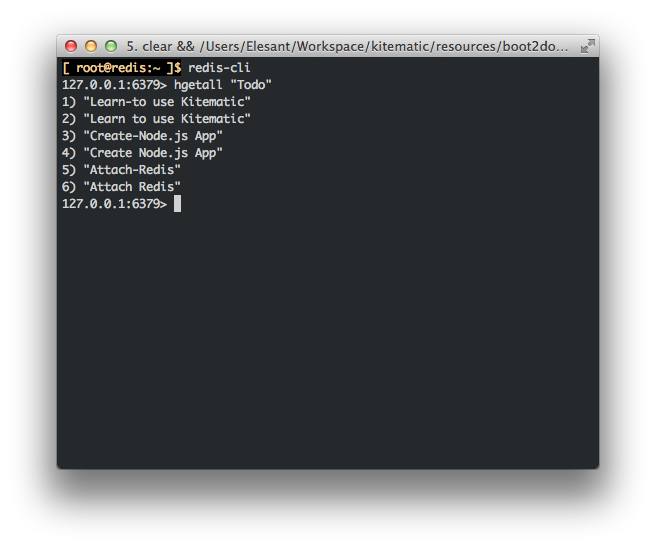 5. clear && /Users/Elesant/Workspace/kitematic/resources/boot2do...
[ root@redis:~ ]$ redis-cli
127.0.0.1:6379> hgetall "Todo"
1) "Learn-to use Kitematic"
2) "Learn to use Kitematic"
3) "Create-Node.js App"
4) "Create Node.js App"
5) "Attach-Redis"
6) "Attach Redis"
127.0.0.1:6379>